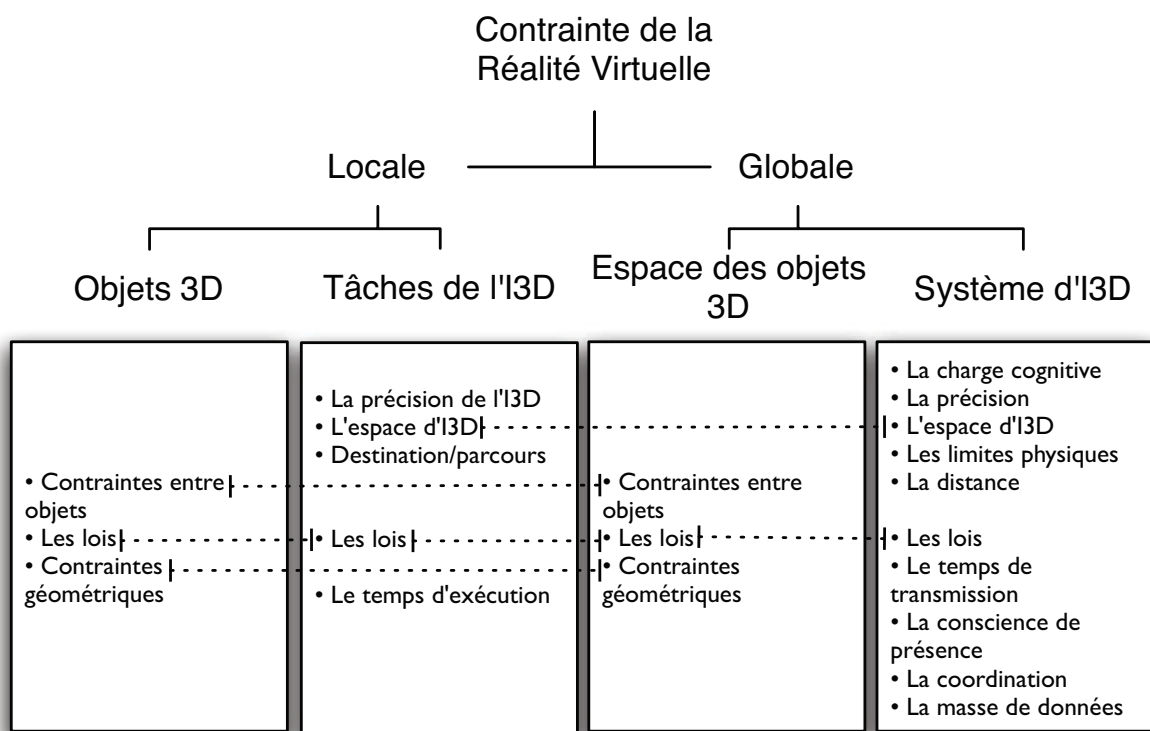 Contrainte de la
Réalité Virtuelle
Locale
Globale
Objets 3D
Tâches de l'I3D
Espace des objets
3D
Système d'I3D
• Contraintes entre
objets
• Les lois
• Contraintes
géométriques
• La précision de l'I3D
• L'espace d'I3D
• Destination/parcours
• Les lois
• Le temps d'exécution
• Contraintes entre
objets
• Les lois
• Contraintes
géométriques
• La charge cognitive
• La précision
• L'espace d'I3D
• Les limites physiques
• La distance
• Les lois
• Le temps de
transmission
• La conscience de
présence
• La coordination
• La masse de données